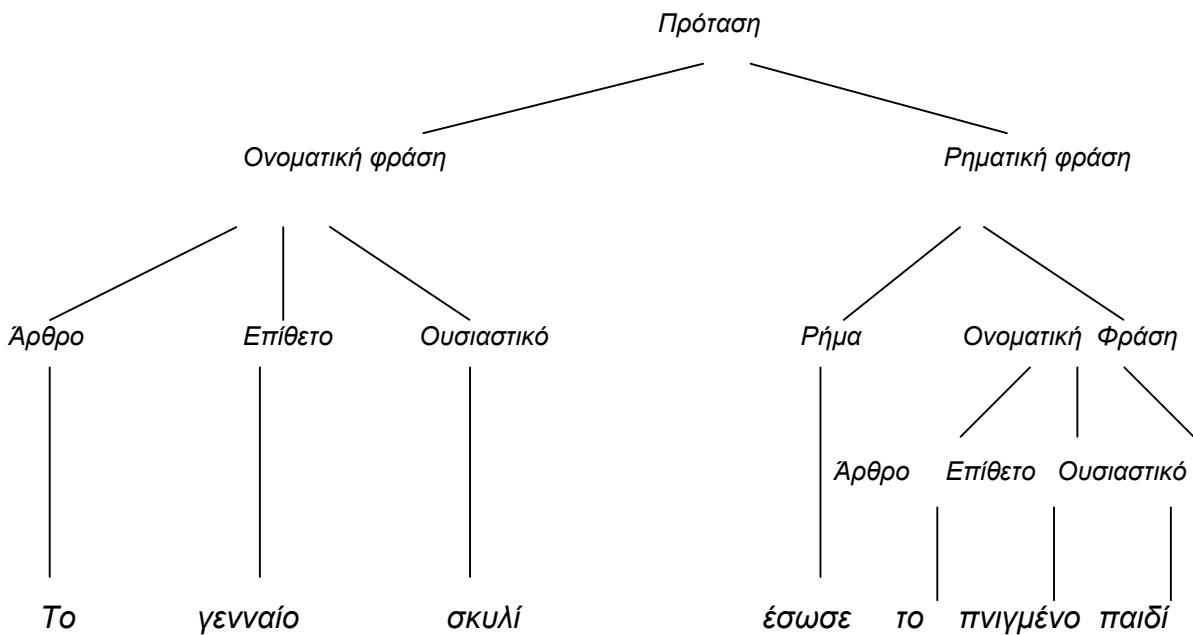 Πρόταση
Ονοματική φράση Ρηματική φράση
Άρθρο Επίθετο Ουσιαστικό Ρήμα Ονοματική Φράση
Άρθρο Επίθετο Ουσιαστικό
Το γενναίο σκυλί έσωσε το πνιγμένο παιδί